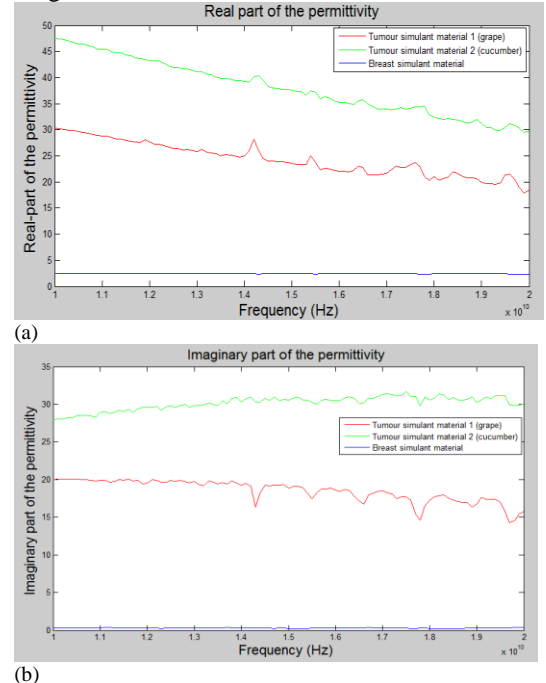 Real part of the permittivity
Tumour simulant material 1 (grape)
Tumour simulant material 2 (cucumber)
Breast simulant material
Real-part of the permittivity
50
45
40
35
30
25
20
15
10
5
0
1 1.1 1.2 1.3 1.4 1.5 1.6 1.7 1.8 1.9 2
Frequency (Hz)
x 10^10
(a)
Imaginary part of the permittivity
Tumour simulant material 1 (grape)
Tumour simulant material 2 (cucumber)
Breast simulant material
Imaginary part of the permittivity
35
30
25
20
15
10
5
0
1 1.1 1.2 1.3 1.4 1.5 1.6 1.7 1.8 1.9 2
Frequency (Hz)
x 10^10
(b)